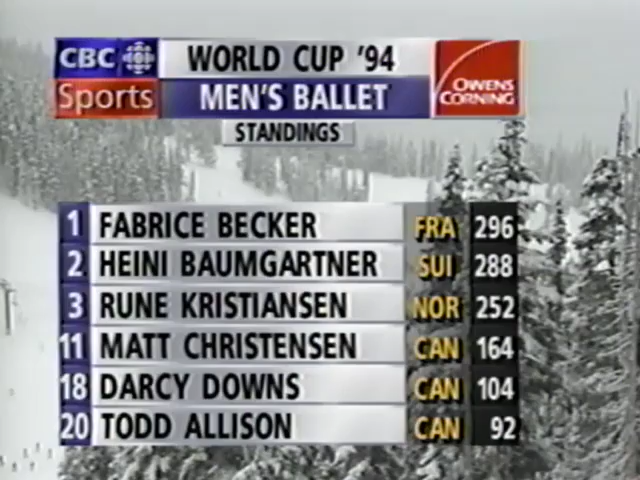 CBC WORLD CUP '94
Sports MEN'S BALLET
OWENS CORNING
STANDINGS
1 FABRICE BECKER FRA 296
2 HEINI BAUMGARTNER SUI 288
3 RUNE KRISTIANSEN NOR 252
11 MATT CHRISTENSEN CAN 164
18 DARCY DOWNS CAN 104
20 TODD ALLISON CAN 92